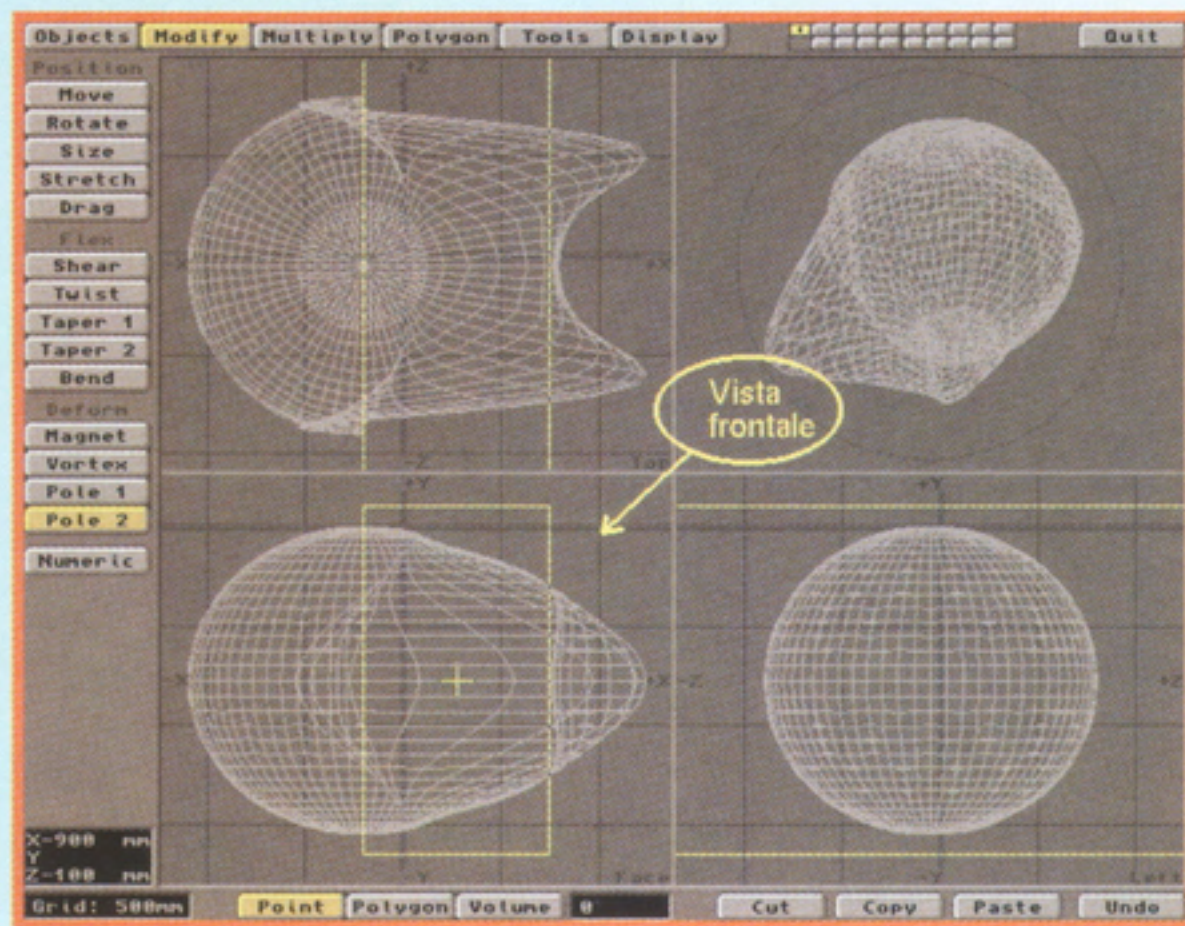 Objects Modify Multiply Polygon Tools Display Quit
Position
Move
Rotate
Size
Stretch
Drag
Flex
Shear
Twist
Taper 1
Taper 2
Bend
Deform
Magnet
Vortex
Pole 1
Pole 2
Numeric
+Z
-X +X
-Z Top
Vista
frontale
+Y +Y
-X +X -Z +Z
-Y Face -Y Left
X-900 mm
Y
Z-100 mm
Grid: 500mm Point Polygon Volume 0 Cut Copy Paste Undo